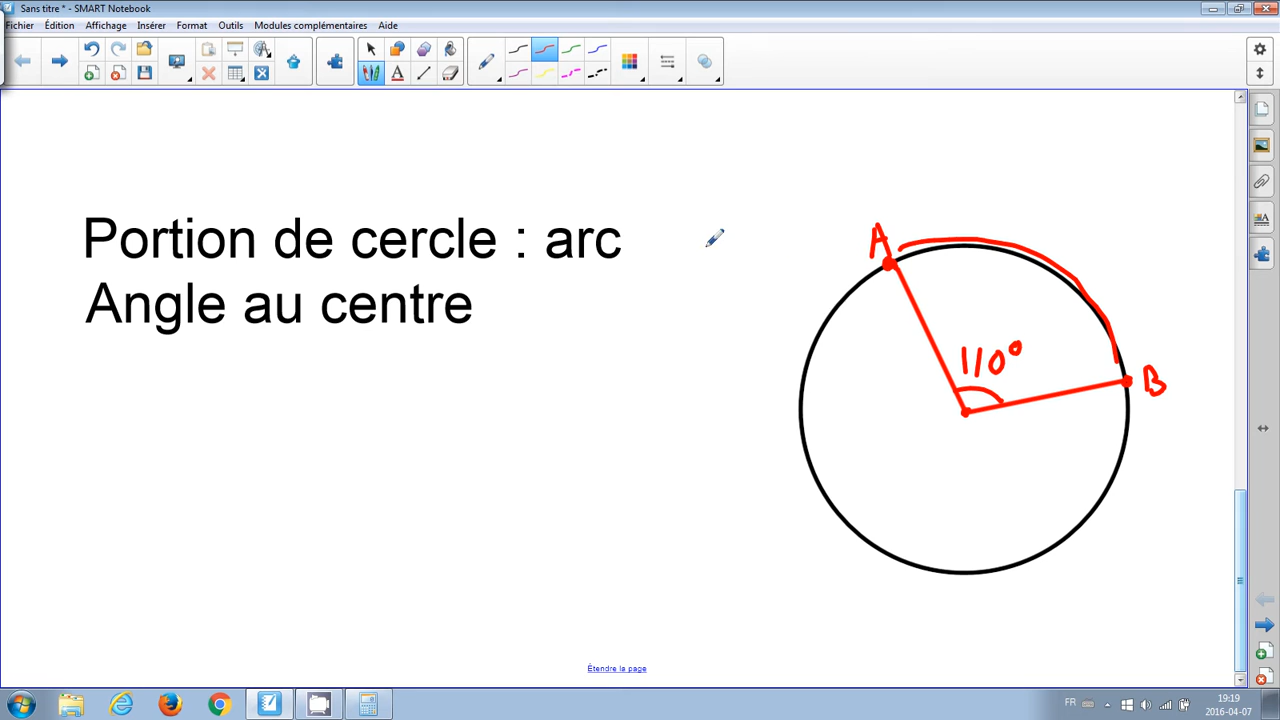 Sans titre * - SMART Notebook
Fichier Édition Affichage Insérer Format Outils Modules complémentaires Aide
Portion de cercle : arc
Angle au centre
A
110°
B
Étendre la page
FR
19:19
2016-04-07